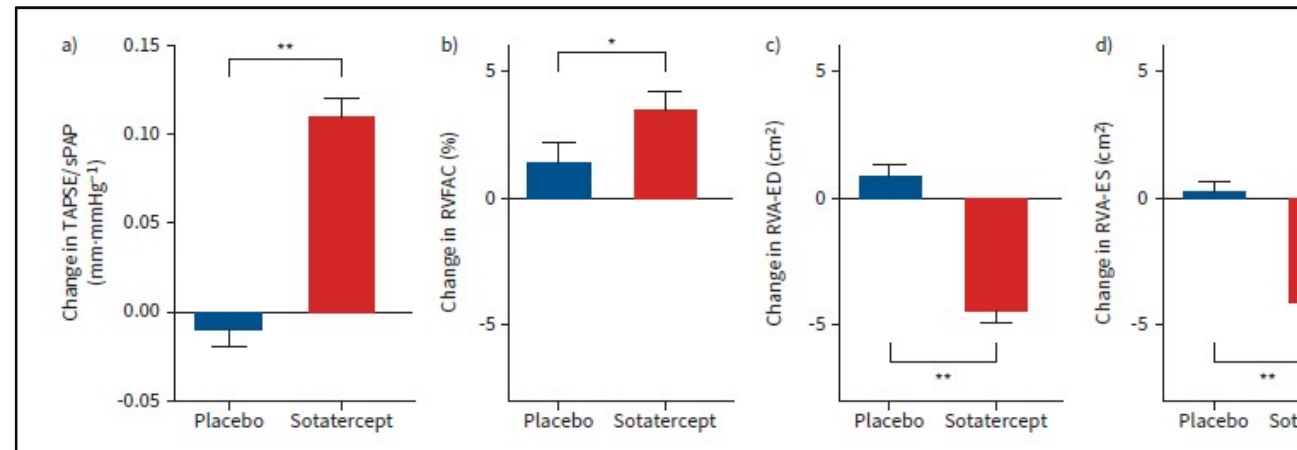 a)
Change in TAPSE/sPAP
(mm·mmHg⁻¹)
0.15
0.10
0.05
0.00
-0.05
**
Placebo Sotatercept
b)
Change in RVFAC (%)
5
0
-5
*
Placebo Sotatercept
c)
Change in RVA-ED (cm²)
5
0
-5
**
Placebo Sotatercept
d)
Change in RVA-ES (cm²)
5
0
-5
**
Placebo